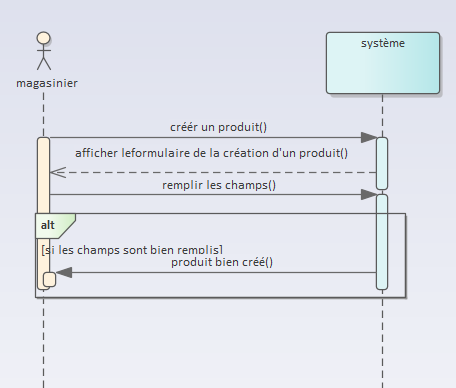 système
magasinier
créér un produit()
afficher leformulaire de la création d'un produit()
remplir les champs()
alt
[si les champs sont bien remplis]
produit bien créé()